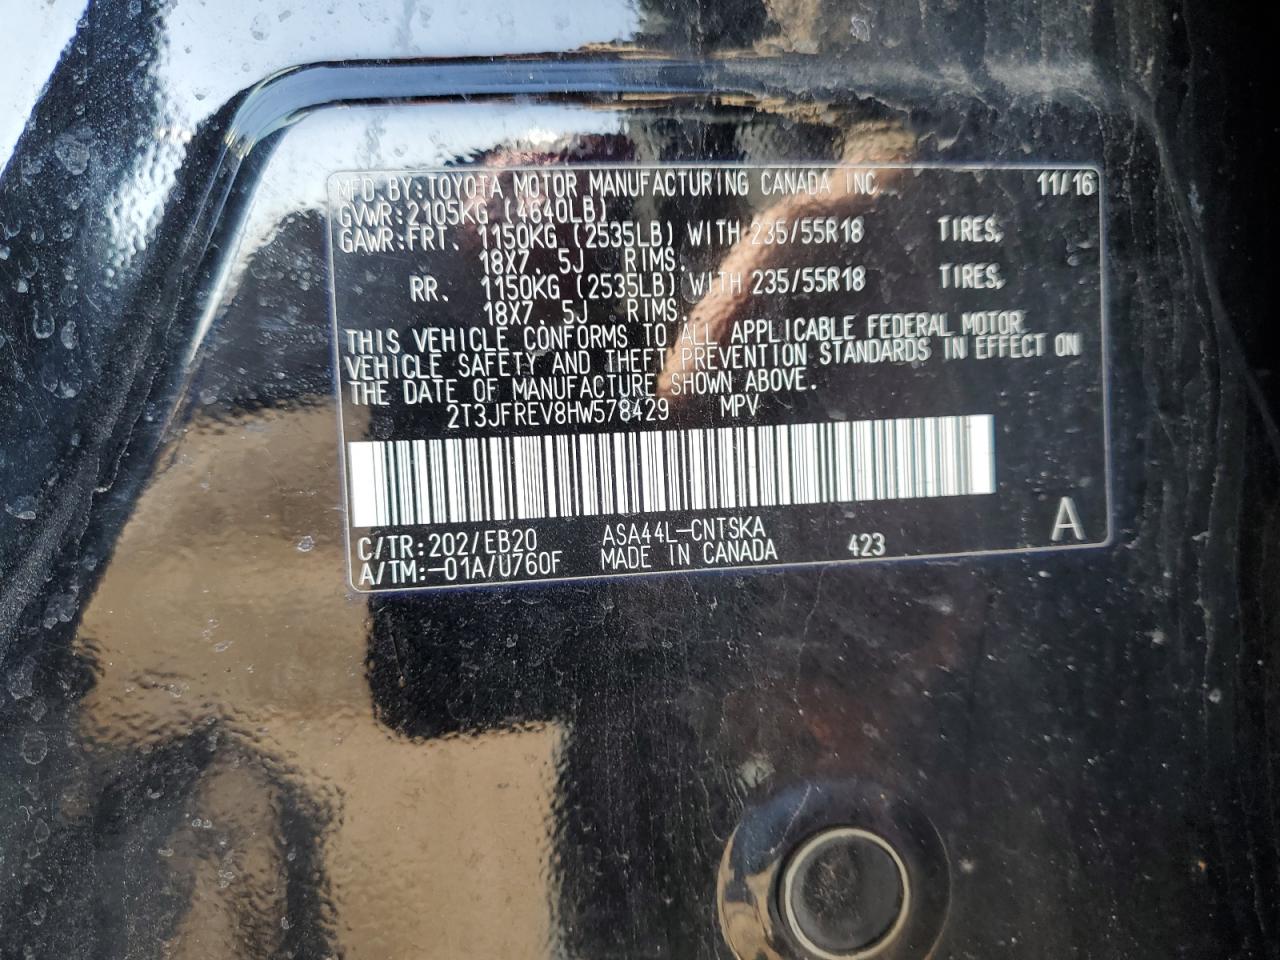 MFD. BY: TOYOTA MOTOR MANUFACTURING CANADA INC. 11/16
GVWR: 2105KG (4640LB)
GAWR: FRT. 1150KG (2535LB) WITH 235/55R18 TIRES,
18X7.5J RIMS.
RR. 1150KG (2535LB) WITH 235/55R18 TIRES,
18X7.5J RIMS.
THIS VEHICLE CONFORMS TO ALL APPLICABLE FEDERAL MOTOR
VEHICLE SAFETY AND THEFT PREVENTION STANDARDS IN EFFECT ON
THE DATE OF MANUFACTURE SHOWN ABOVE.
2T3JFREV8HW578429 MPV
C/TR: 202/EB20 ASA44L-CNTSKA
A/TM: -01A/U760F MADE IN CANADA 423 A